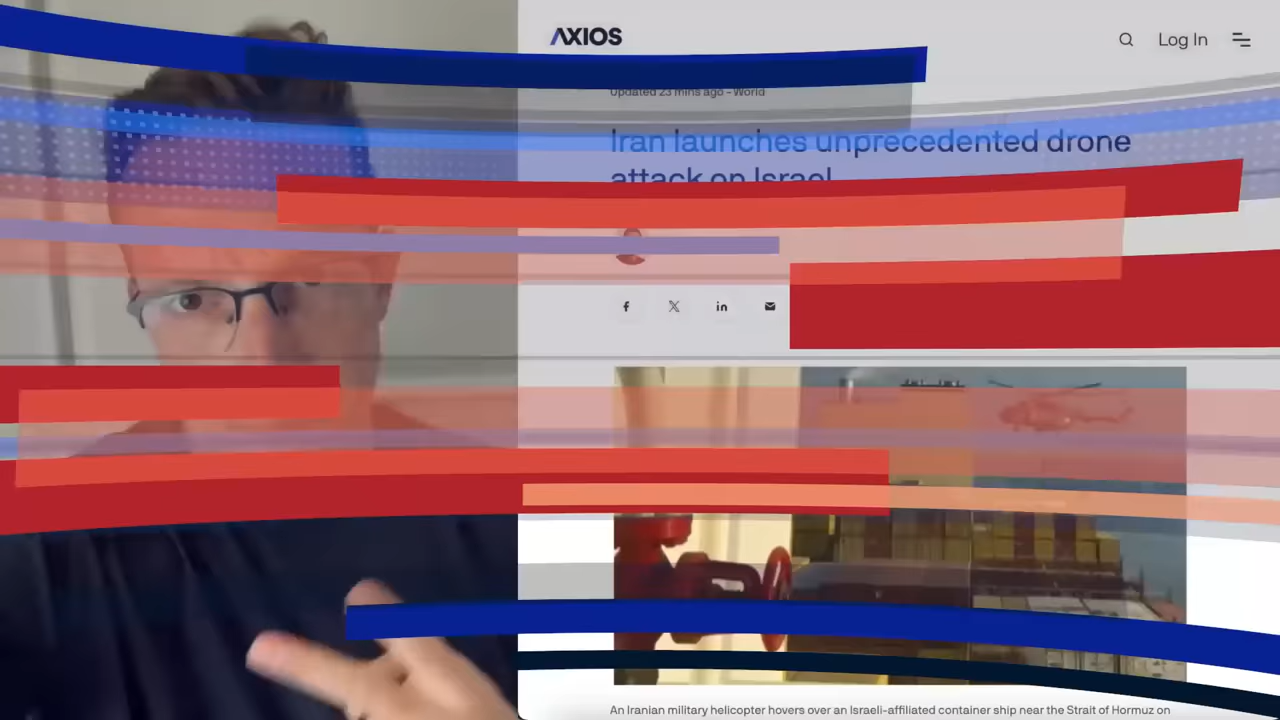 AXIOS
Log In
Updated 23 mins ago - World
Iran launches unprecedented drone
attack on Israel
An Iranian military helicopter hovers over an Israeli-affiliated container ship near the Strait of Hormuz on